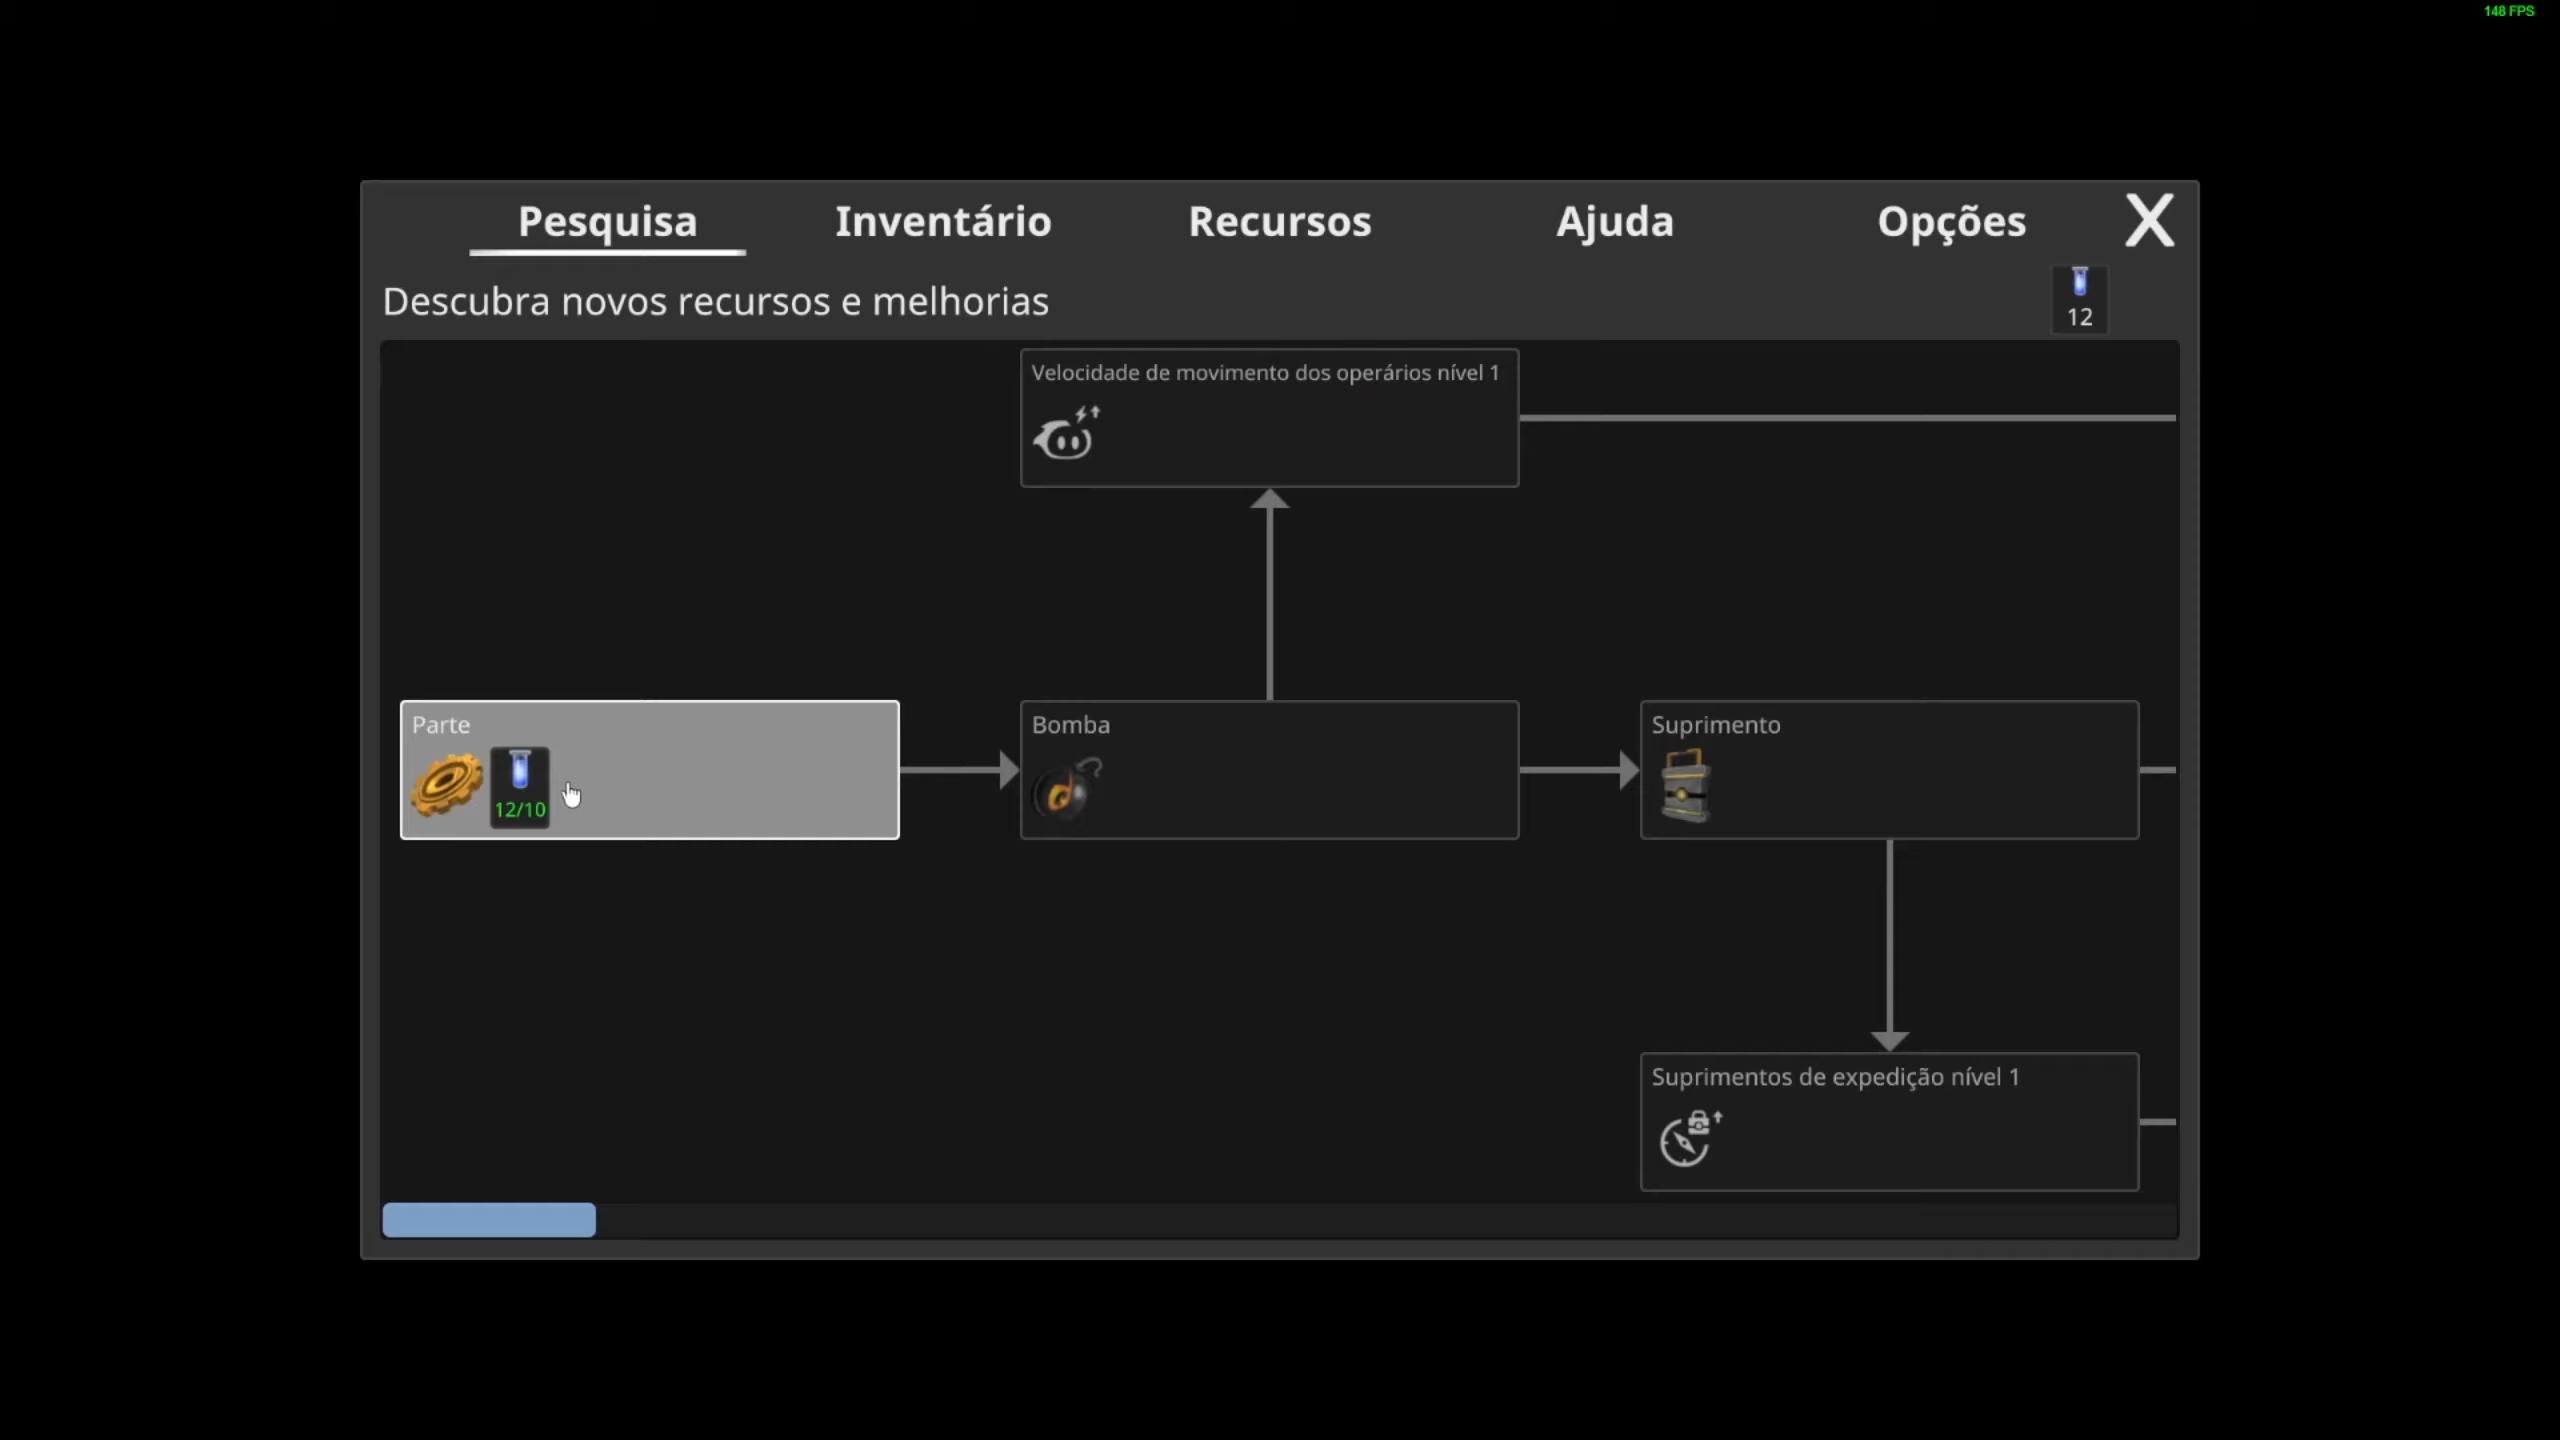 148 FPS
Pesquisa Inventário Recursos Ajuda Opções X
Descubra novos recursos e melhorias
12
Velocidade de movimento dos operários nível 1
Parte
12/10
Bomba
Suprimento
Suprimentos de expedição nível 1